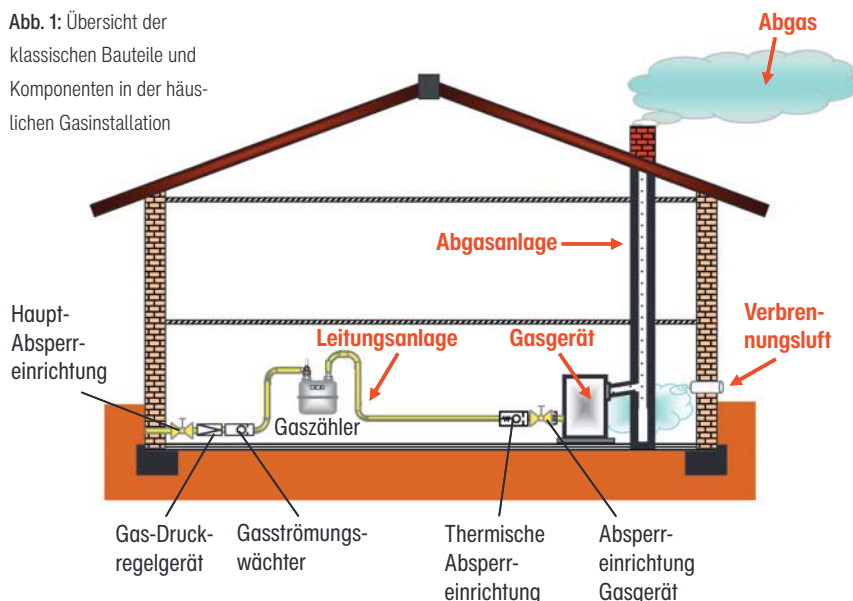 Abb. 1: Übersicht der
klassischen Bauteile und
Komponenten in der häus-
lichen Gasinstallation
Abgas
Abgasanlage
Haupt-
Absperr-
einrichtung
Leitungsanlage
Gasgerät
Verbren-
nungsluft
Gaszähler
Gas-Druck-
regelgerät
Gasströmungs-
wächter
Thermische
Absperr-
einrichtung
Absperr-
einrichtung
Gasgerät